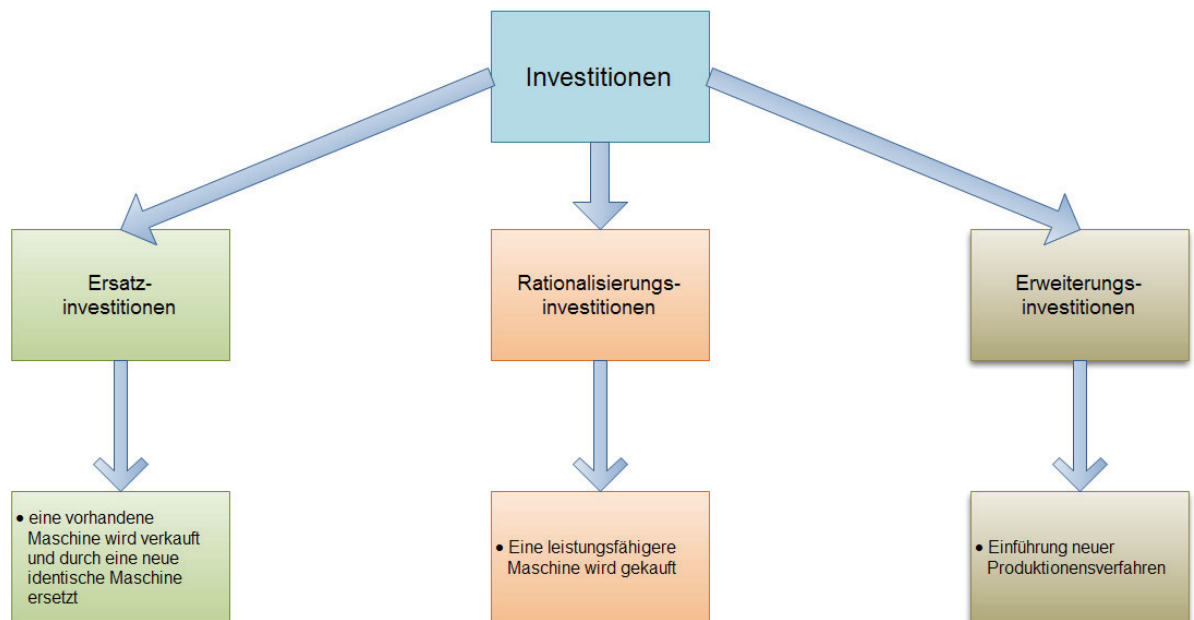 Investitionen
Ersatz-
investitionen
Rationalisierungs-
investitionen
Erweiterungs-
investitionen
• eine vorhandene
Maschine wird verkauft
und durch eine neue
identische Maschine
ersetzt
• Eine leistungsfähigere
Maschine wird gekauft
• Einführung neuer
Produktionensverfahren